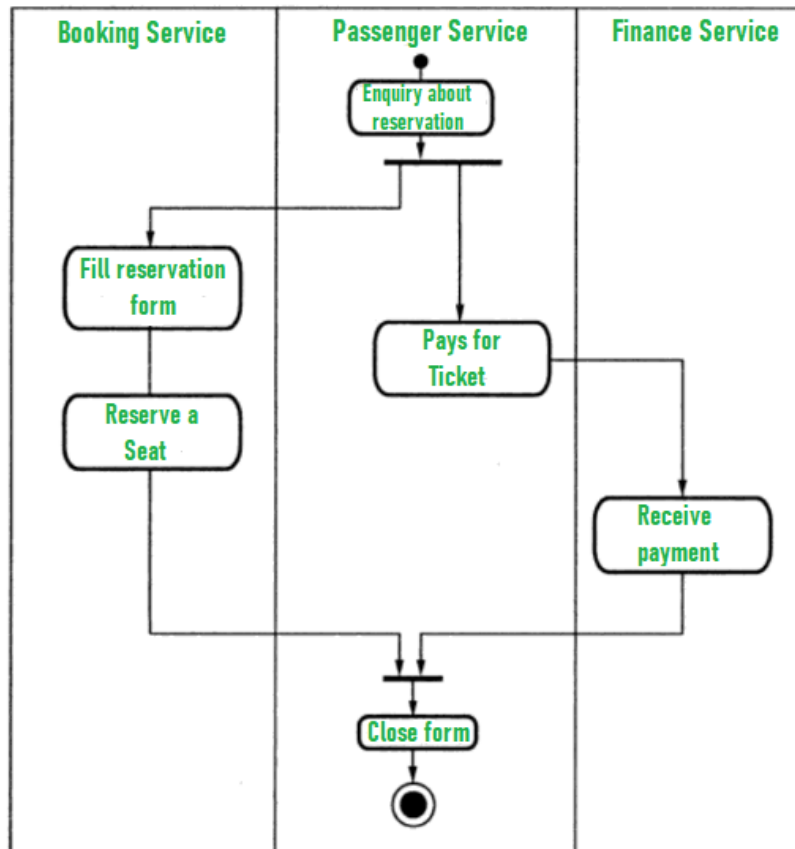 Booking Service
Passenger Service
Finance Service
Enquiry about
reservation
Fill reservation
form
Pays for
Ticket
Reserve a
Seat
Receive
payment
Close form